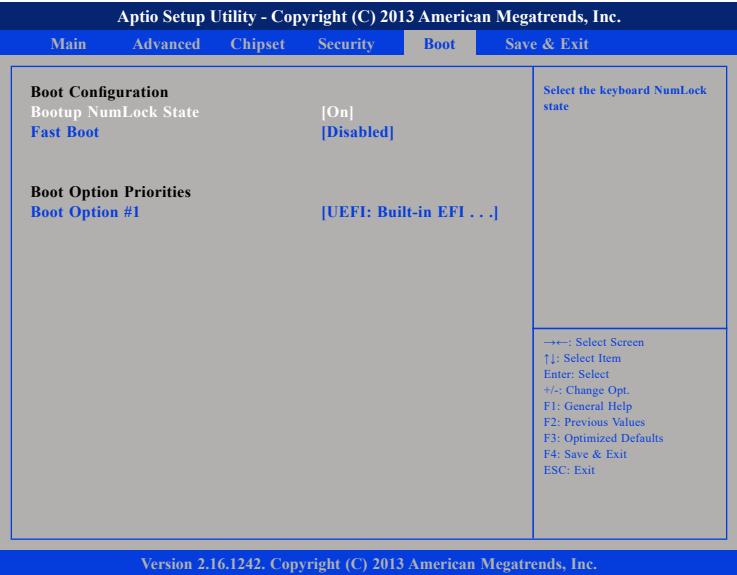 Aptio Setup Utility - Copyright (C) 2013 American Megatrends, Inc.
Main Advanced Chipset Security Boot Save & Exit
Boot Configuration
Bootup NumLock State [On]
Fast Boot [Disabled]
Boot Option Priorities
Boot Option #1 [UEFI: Built-in EFI . . .]
Select the keyboard NumLock
state
→←: Select Screen
↑↓: Select Item
Enter: Select
+/-: Change Opt.
F1: General Help
F2: Previous Values
F3: Optimized Defaults
F4: Save & Exit
ESC: Exit
Version 2.16.1242. Copyright (C) 2013 American Megatrends, Inc.